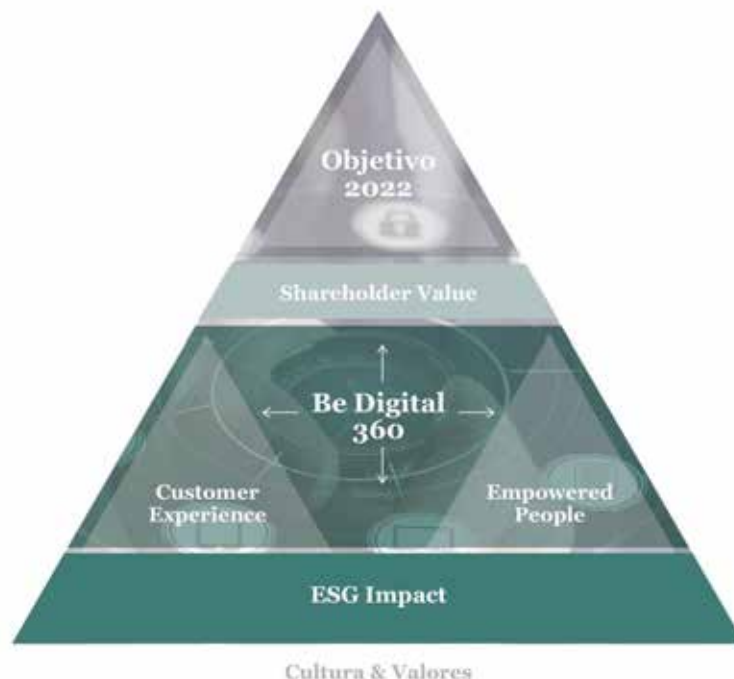 Objetivo
2022
Shareholder Value
Be Digital
360
Customer
Experience
Empowered
People
ESG Impact
Cultura & Valores